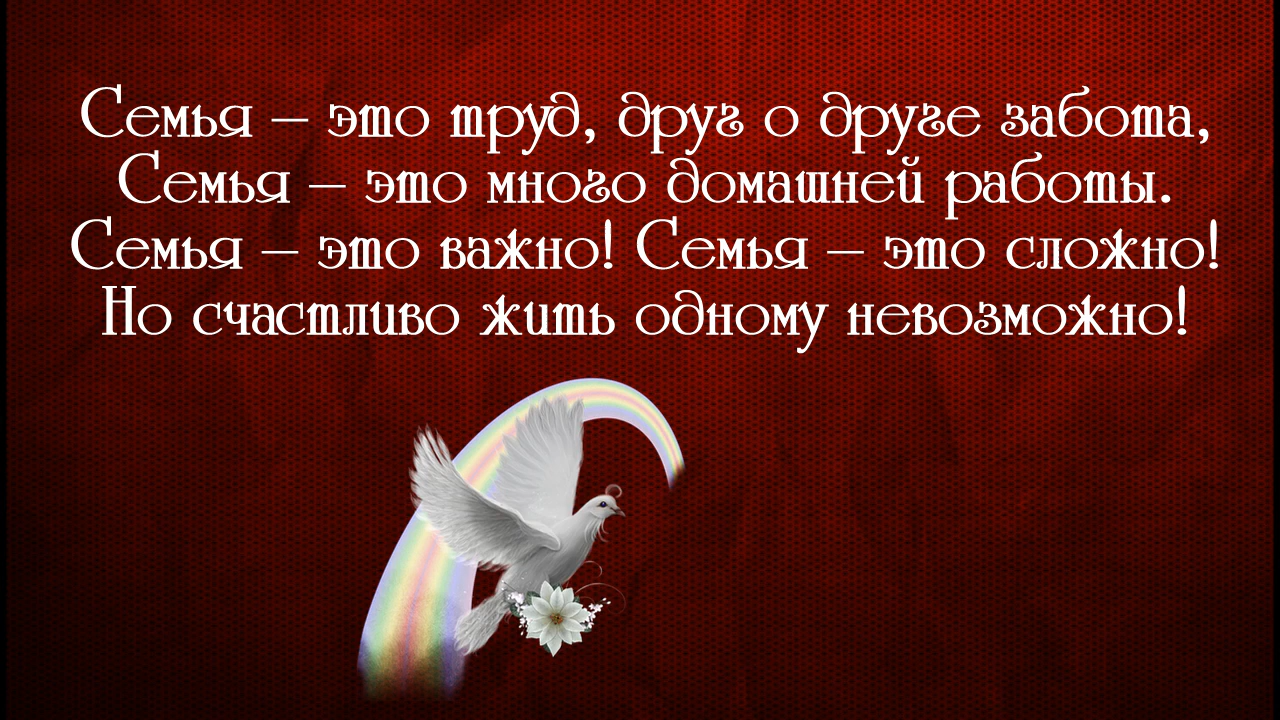 Семья – это труд, друг о друге забота,
Семья – это много домашней работы.
Семья – это важно! Семья – это сложно!
Но счастливо жить одному невозможно!